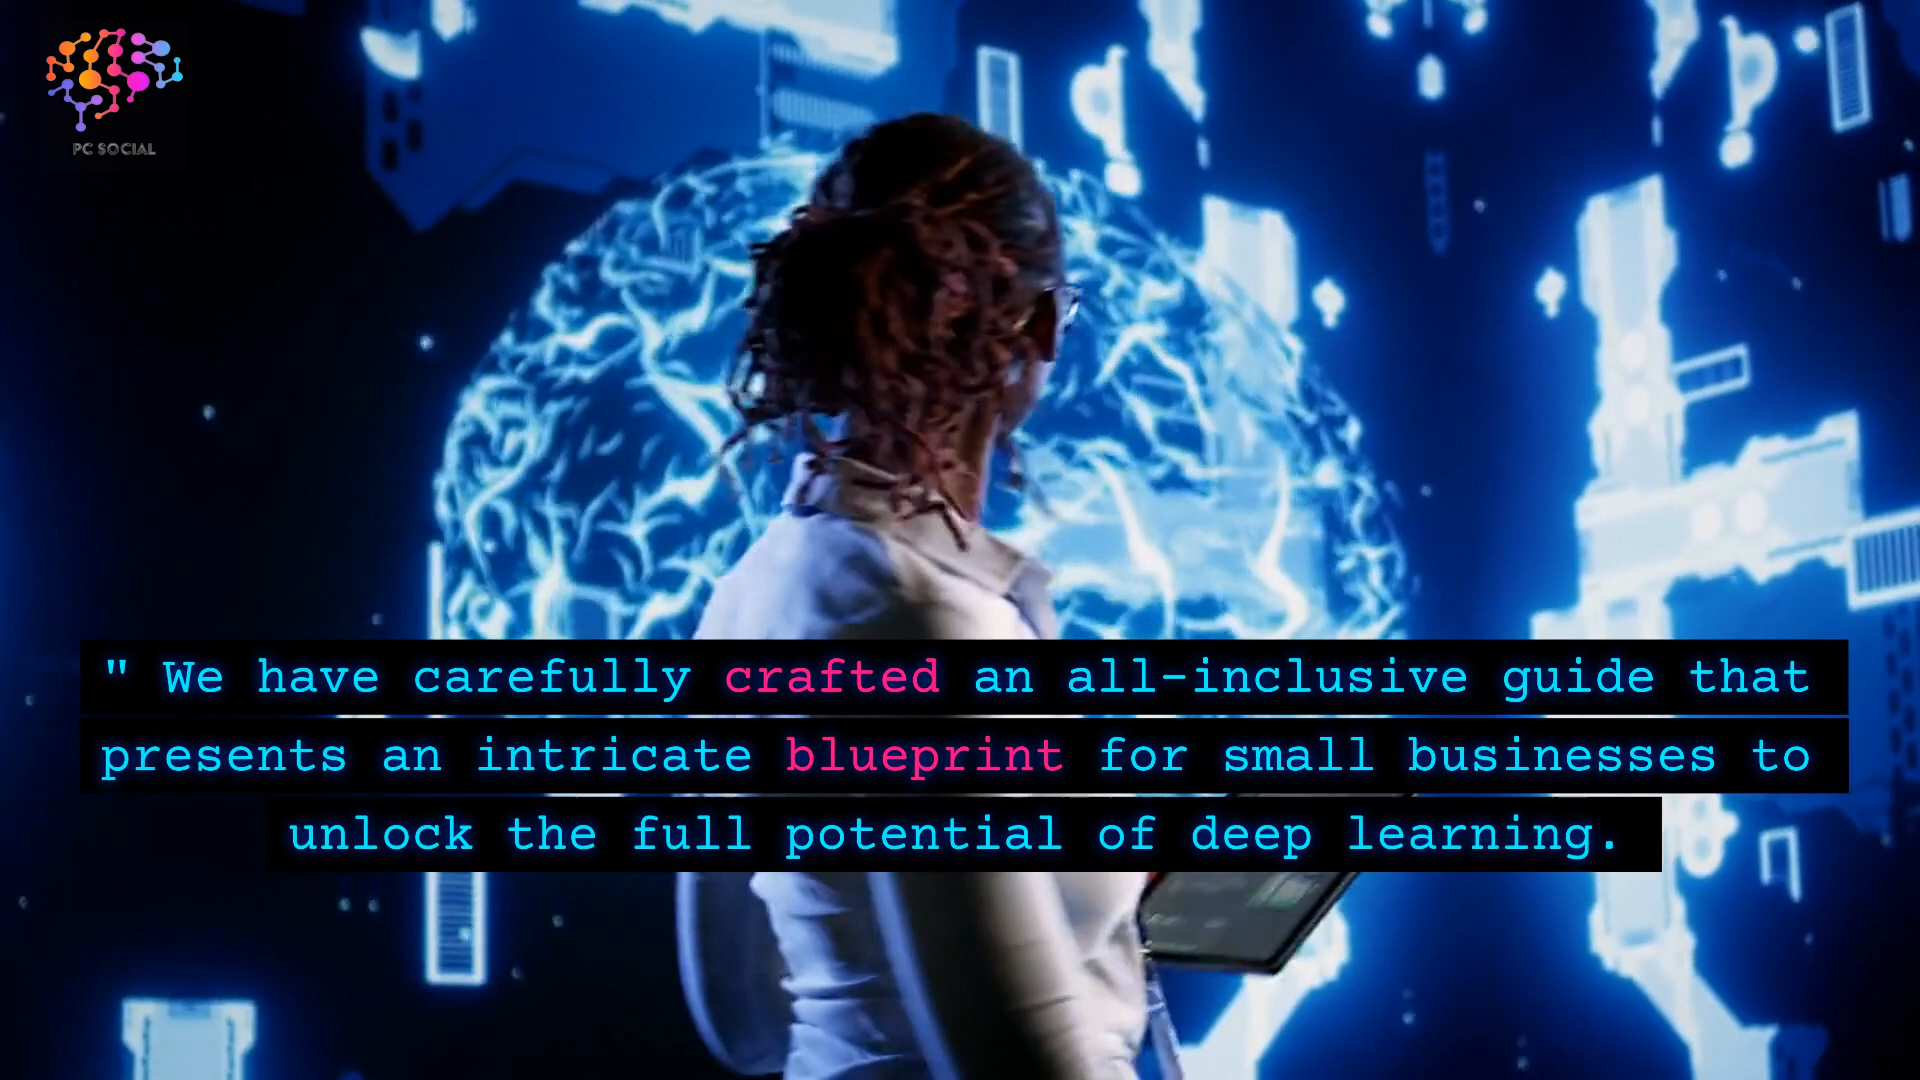 PC SOCIAL
" We have carefully crafted an all-inclusive guide that
presents an intricate blueprint for small businesses to
unlock the full potential of deep learning.